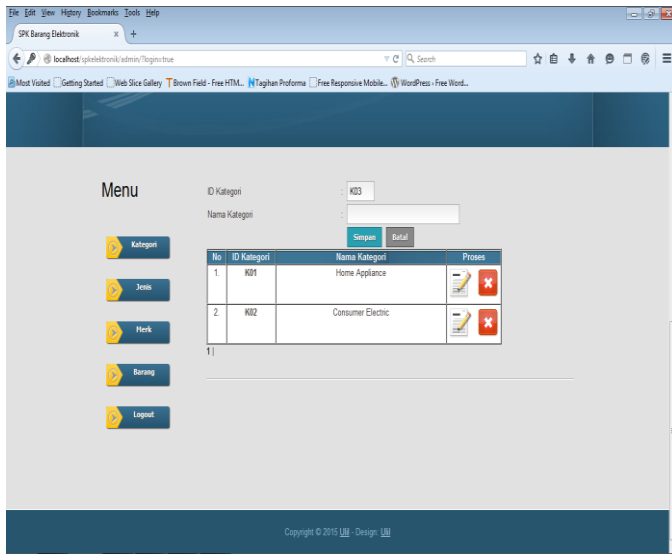 File Edit View History Bookmarks Tools Help
SPK Barang Elektronik × +
localhost/spkelektronik/admin/?login=true
Search
Most Visited Getting Started Web Slice Gallery Brown Field - Free HTM... Tagihan Proforma Free Responsive Mobile... WordPress › Free Word...
Menu
Kategori
Jenis
Merk
Barang
Logout
ID Kategori : K03
Nama Kategori :
Simpan Batal
No ID Kategori Nama Kategori Proses
1. K01 Home Appliance
2. K02 Consumer Electric
1 |
Copyright © 2015 Ulil - Design: Ulil